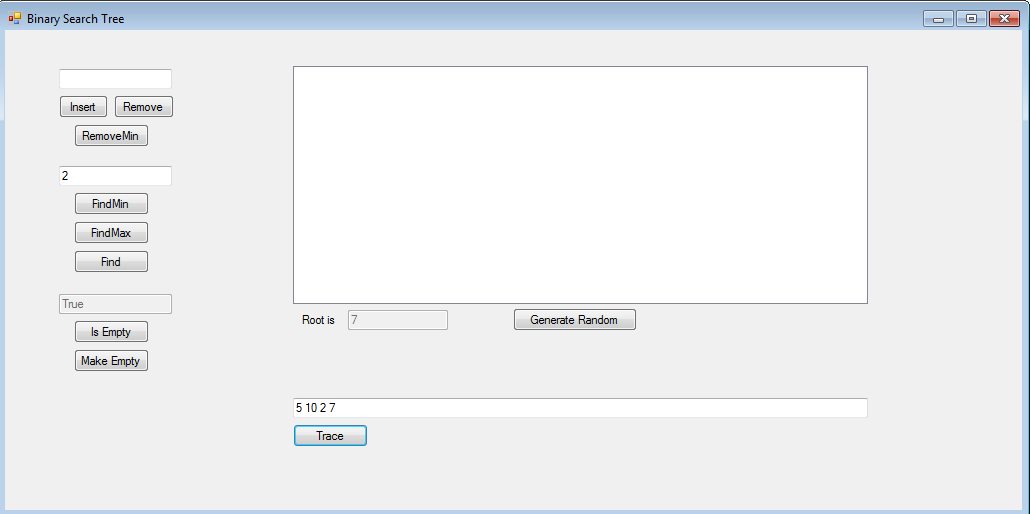 Binary Search Tree
Insert Remove
RemoveMin
2
FindMin
FindMax
Find
True
Is Empty
Make Empty
Root is 7 Generate Random
5 10 2 7
Trace